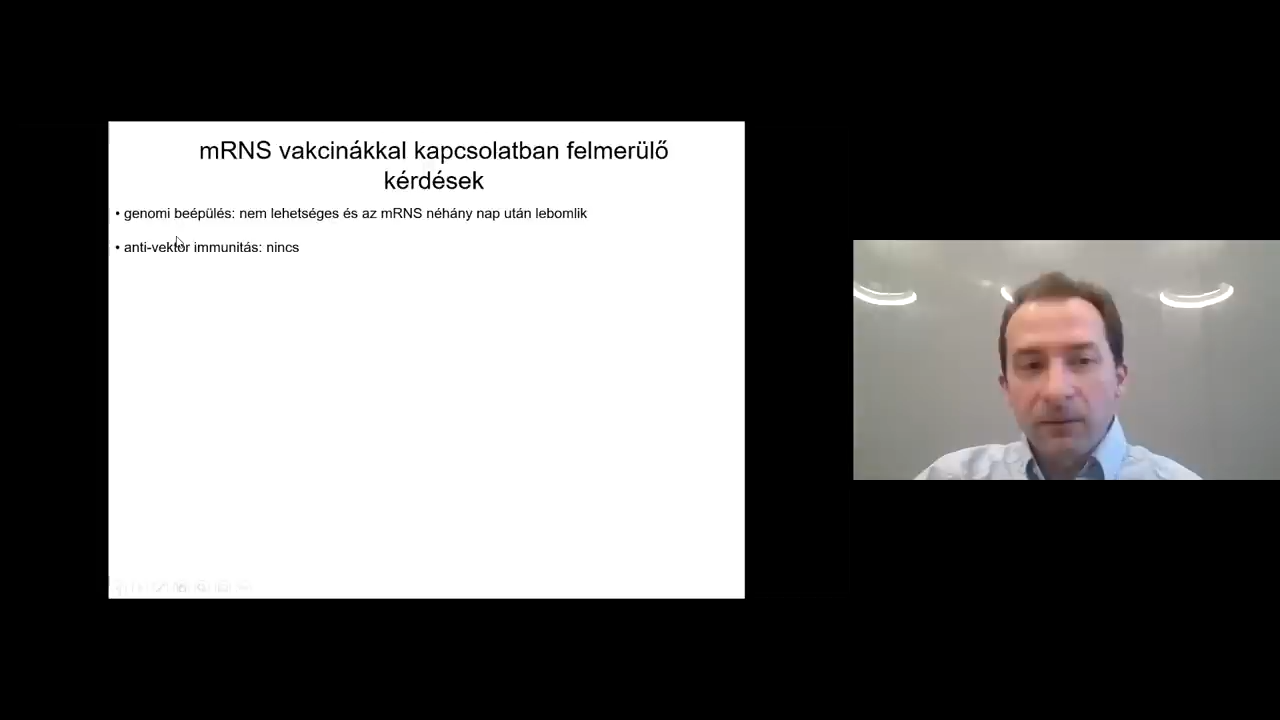 mRNS vakcinákkal kapcsolatban felmerülő
kérdések
• genomi beépülés: nem lehetséges és az mRNS néhány nap után lebomlik
• anti-vektor immunitás: nincs